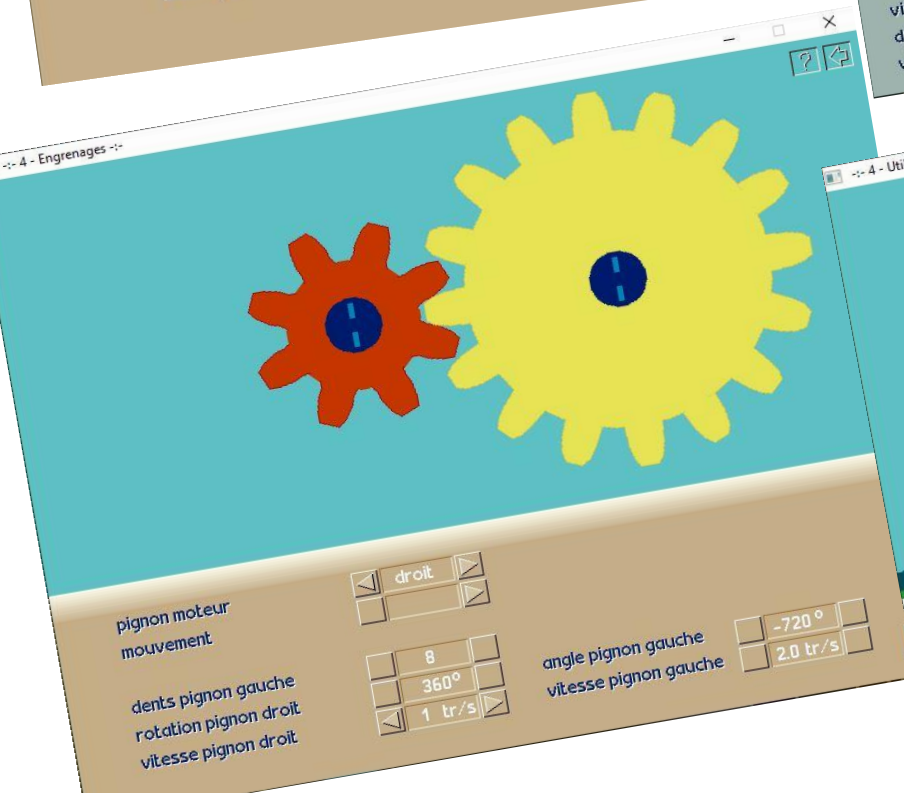 -:- 4 - Engrenages -:-
?
-:- 4 - Uti
pignon moteur droit
mouvement
dents pignon gauche 8
rotation pignon droit 360°
vitesse pignon droit 1 tr/s
angle pignon gauche -720°
vitesse pignon gauche 2.0 tr/s